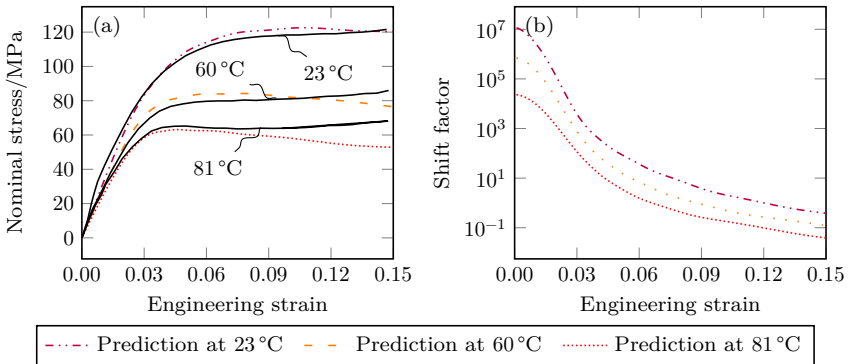 (a)
Nominal stress/MPa
120
100
80
60
40
20
0
60 °C
23 °C
81 °C
0.00 0.03 0.06 0.09 0.12 0.15
Engineering strain
(b)
Shift factor
10^7
10^5
10^3
10^1
10^−1
0.00 0.03 0.06 0.09 0.12 0.15
Engineering strain
Prediction at 23 °C Prediction at 60 °C Prediction at 81 °C